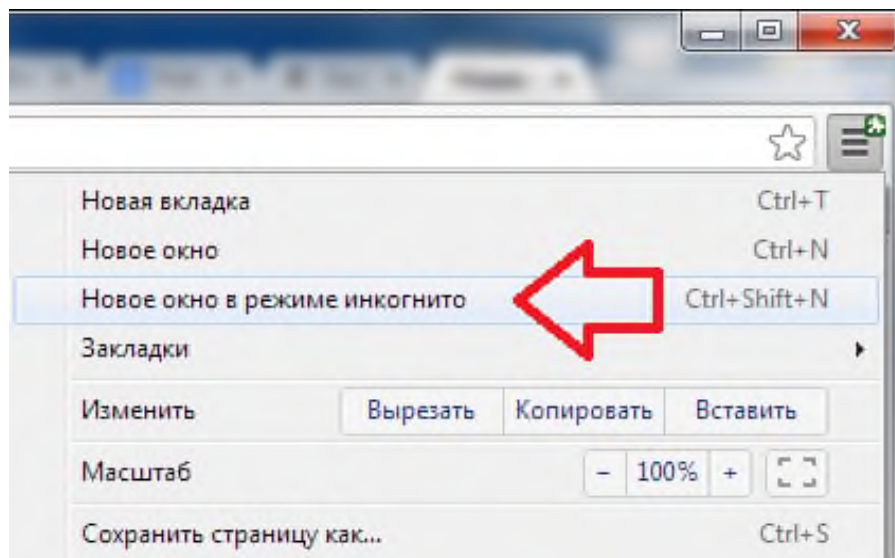 Новая вкладка Ctrl+T
Новое окно Ctrl+N
Новое окно в режиме инкогнито Ctrl+Shift+N
Закладки
Изменить Вырезать Копировать Вставить
Масштаб - 100% +
Сохранить страницу как... Ctrl+S